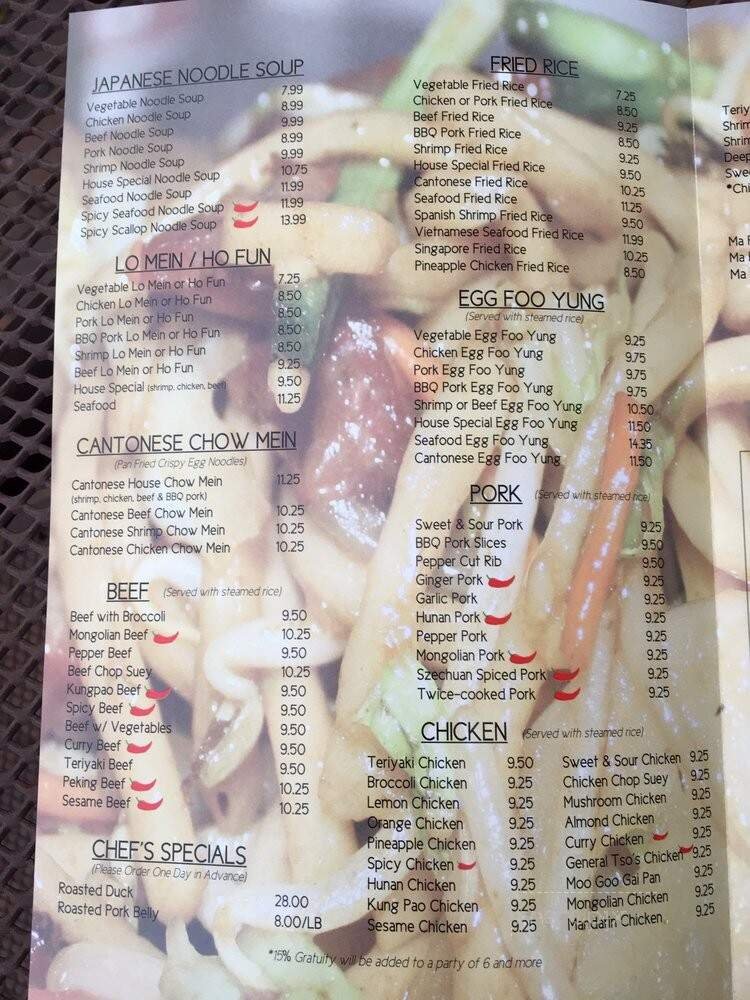 JAPANESE NOODLE SOUP
Vegetable Noodle Soup 7.99
Chicken Noodle Soup 8.99
Beef Noodle Soup 9.99
Pork Noodle Soup 8.99
Shrimp Noodle Soup 9.99
House Special Noodle Soup 10.75
Seafood Noodle Soup 11.99
Spicy Seafood Noodle Soup 11.99
Spicy Scallop Noodle Soup 13.99
LO MEIN / HO FUN
Vegetable Lo Mein or Ho Fun 7.25
Chicken Lo Mein or Ho Fun 8.50
Pork Lo Mein or Ho Fun 8.50
BBQ Pork Lo Mein or Ho Fun 8.50
Shrimp Lo Mein or Ho Fun 8.50
Beef Lo Mein or Ho Fun 9.25
House Special (shrimp, chicken, beef) 9.50
Seafood 11.25
CANTONESE CHOW MEIN
(Pan Fried Crispy Egg Noodles)
Cantonese House Chow Mein 11.25
(shrimp, chicken, beef & BBQ pork)
Cantonese Beef Chow Mein 10.25
Cantonese Shrimp Chow Mein 10.25
Cantonese Chicken Chow Mein 10.25
BEEF (Served with steamed rice)
Beef with Broccoli 9.50
Mongolian Beef 10.25
Pepper Beef 9.50
Beef Chop Suey 10.25
Kungpao Beef 9.50
Spicy Beef 9.50
Beef w/ Vegetables 9.50
Curry Beef 9.50
Teriyaki Beef 9.50
Peking Beef 10.25
Sesame Beef 10.25
CHEF'S SPECIALS
(Please Order One Day in Advance)
Roasted Duck 28.00
Roasted Pork Belly 8.00/LB
FRIED RICE
Vegetable Fried Rice 7.25
Chicken or Pork Fried Rice 8.50
Beef Fried Rice 9.25
BBQ Pork Fried Rice 8.50
Shrimp Fried Rice 9.25
House Special Fried Rice 9.50
Cantonese Fried Rice 10.25
Seafood Fried Rice 11.25
Spanish Shrimp Fried Rice 9.50
Vietnamese Seafood Fried Rice 11.99
Singapore Fried Rice 10.25
Pineapple Chicken Fried Rice 8.50
EGG FOO YUNG
(Served with steamed rice)
Vegetable Egg Foo Yung 9.25
Chicken Egg Foo Yung 9.75
Pork Egg Foo Yung 9.75
BBQ Pork Egg Foo Yung 9.75
Shrimp or Beef Egg Foo Yung 10.50
House Special Egg Foo Yung 11.50
Seafood Egg Foo Yung 14.35
Cantonese Egg Foo Yung 11.50
PORK (Served with steamed rice)
Sweet & Sour Pork 9.25
BBQ Pork Slices 9.50
Pepper Cut Rib 9.50
Ginger Pork 9.25
Garlic Pork 9.25
Hunan Pork 9.25
Pepper Pork 9.25
Mongolian Pork 9.25
Szechuan Spiced Pork 9.25
Twice-cooked Pork 9.25
CHICKEN (Served with steamed rice)
Teriyaki Chicken 9.50
Broccoli Chicken 9.25
Lemon Chicken 9.25
Orange Chicken 9.25
Pineapple Chicken 9.25
Spicy Chicken 9.25
Hunan Chicken 9.25
Kung Pao Chicken 9.25
Sesame Chicken 9.25
Sweet & Sour Chicken 9.25
Chicken Chop Suey 9.25
Mushroom Chicken 9.25
Almond Chicken 9.25
Curry Chicken 9.25
General Tso's Chicken 9.25
Moo Goo Gai Pan 9.25
Mongolian Chicken 9.25
Mandarin Chicken 9.25
*15% Gratuity will be added to a party of 6 and more
Teriy
Shrim
Shrim
Deep
Swee
*Chi
Ma
Ma
Ma